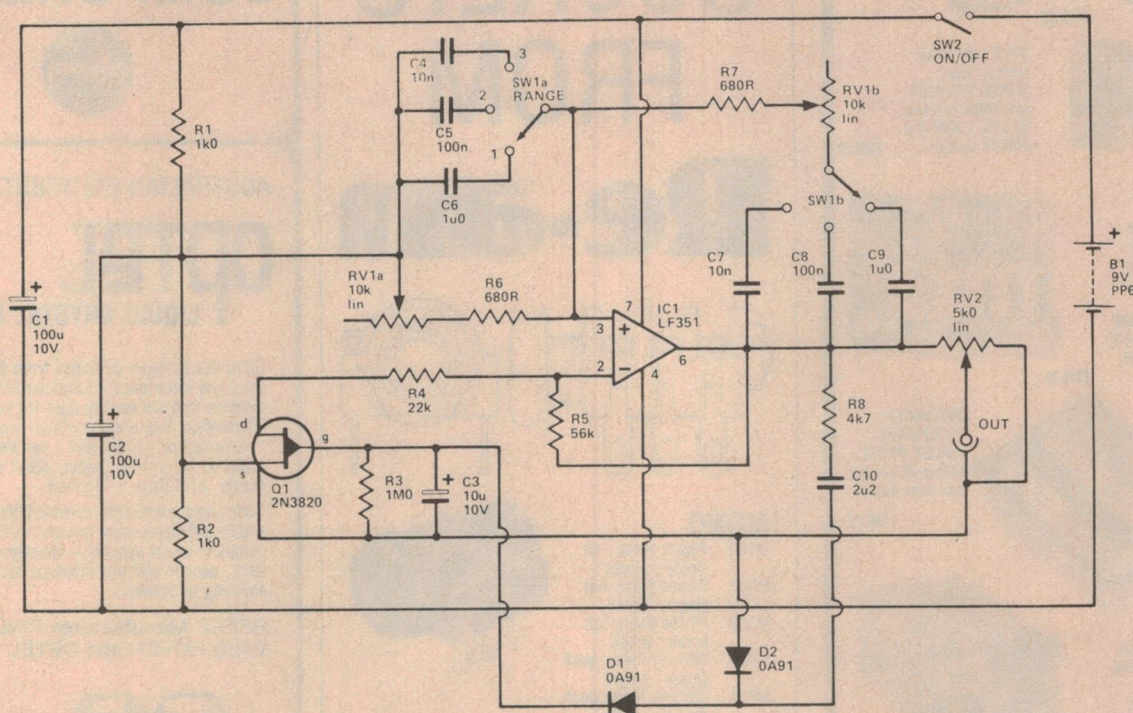 SW2
ON/OFF
C4
10n
3
SW1a
RANGE
2
C5
100n
1
C6
1u0
R7
680R
RV1b
10k
lin
R1
1k0
SW1b
C7
10n
C8
100n
C9
1u0
B1
9V
PP6
+
RV2
5k0
lin
RV1a
10k
lin
R6
680R
IC1
LF351
7
3
+
2
−
6
4
+
C1
100u
10V
R4
22k
R5
56k
R8
4k7
OUT
+
C2
100u
10V
d
g
s
Q1
2N3820
R3
1M0
+
C3
10u
10V
C10
2u2
R2
1k0
D1
0A91
D2
0A91